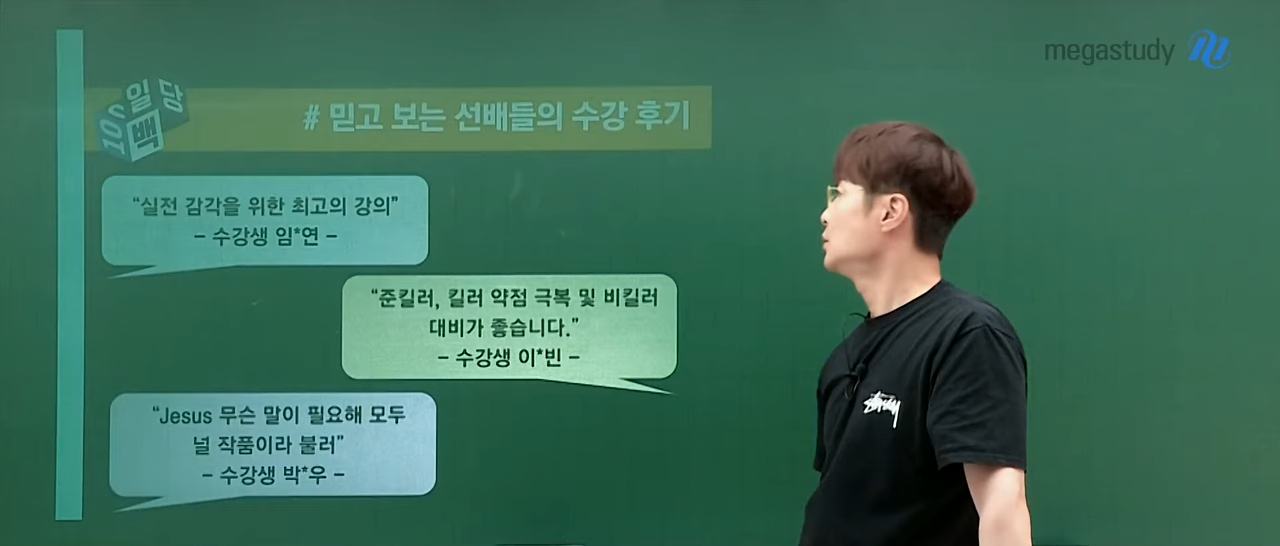 megastudy
일당백
# 믿고 보는 선배들의 수강 후기
“실전 감각을 위한 최고의 강의”
– 수강생 임*연 –
“준킬러, 킬러 약점 극복 및 비킬러
대비가 좋습니다.”
– 수강생 이*빈 –
“Jesus 무슨 말이 필요해 모두
널 작품이라 불러”
– 수강생 박*우 –